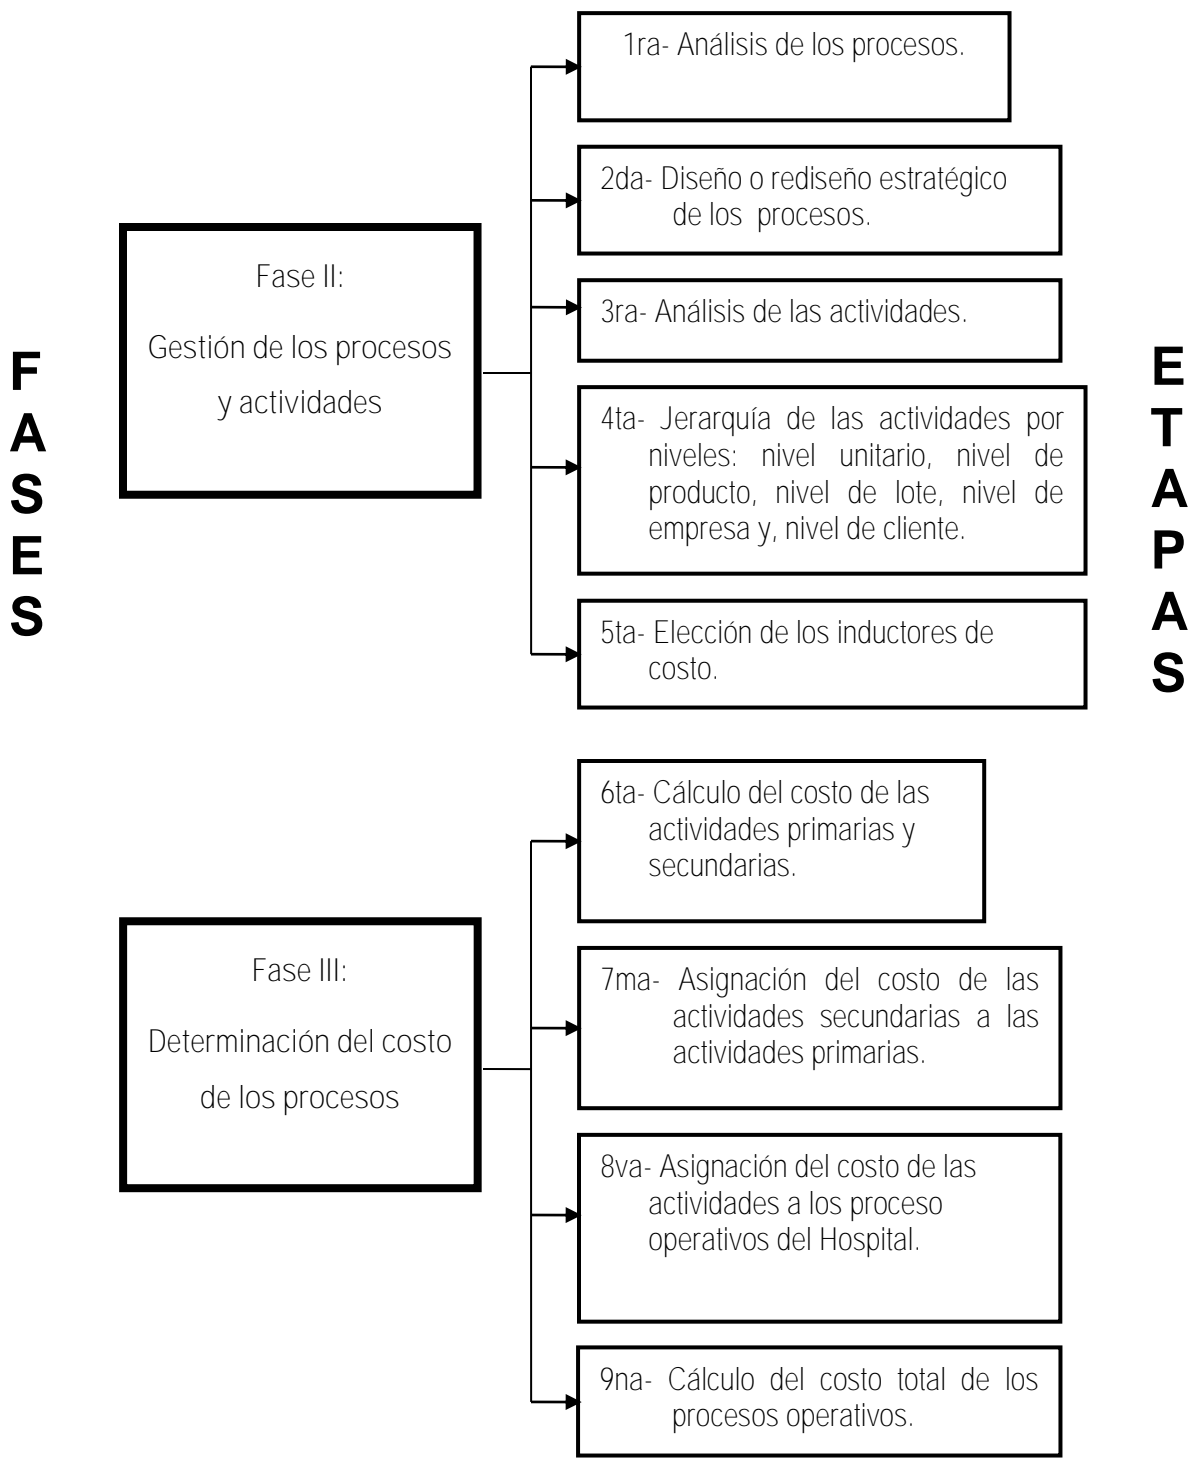 FASES
Fase II:
Gestión de los procesos
y actividades
1ra- Análisis de los procesos.
2da- Diseño o rediseño estratégico
de los procesos.
3ra- Análisis de las actividades.
4ta- Jerarquía de las actividades por
niveles: nivel unitario, nivel de
producto, nivel de lote, nivel de
empresa y, nivel de cliente.
5ta- Elección de los inductores de
costo.
Fase III:
Determinación del costo
de los procesos
6ta- Cálculo del costo de las
actividades primarias y
secundarias.
7ma- Asignación del costo de las
actividades secundarias a las
actividades primarias.
8va- Asignación del costo de las
actividades a los proceso
operativos del Hospital.
9na- Cálculo del costo total de los
procesos operativos.
ETAPAS